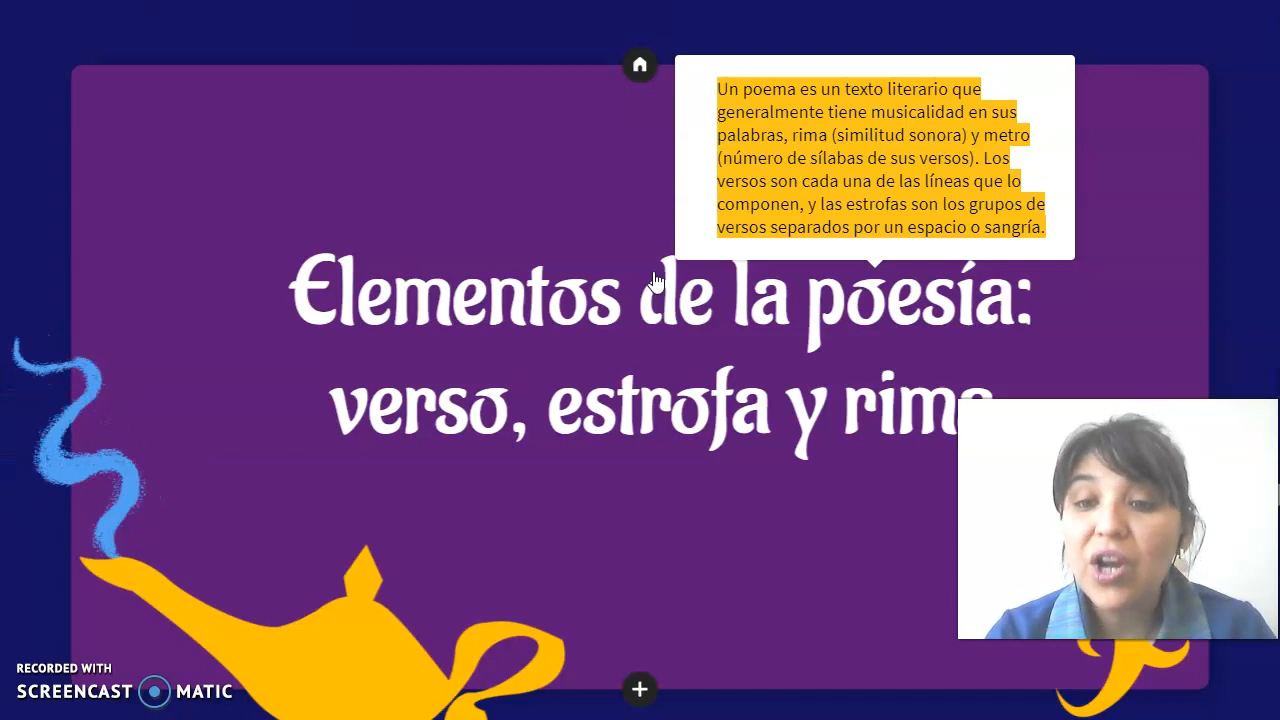 Un poema es un texto literario que
generalmente tiene musicalidad en sus
palabras, rima (similitud sonora) y metro
(número de sílabas de sus versos). Los
versos son cada una de las líneas que lo
componen, y las estrofas son los grupos de
versos separados por un espacio o sangría.
Elementos de la poesía:
verso, estrofa y rima
RECORDED WITH
SCREENCAST MATIC